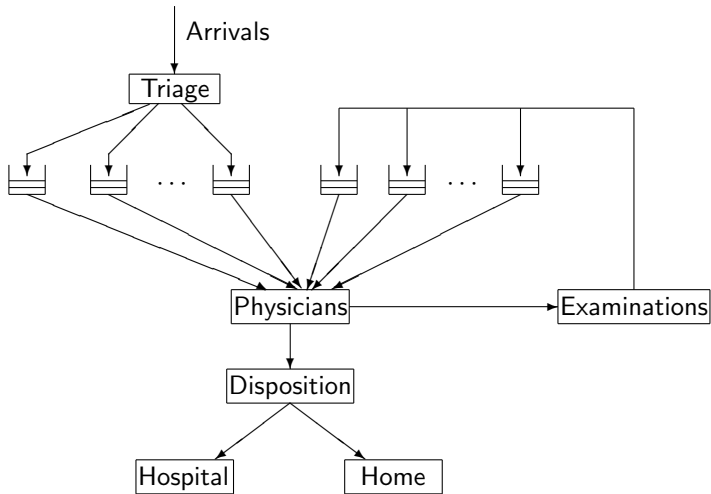 Arrivals
Triage
...
...
Physicians
Examinations
Disposition
Hospital
Home